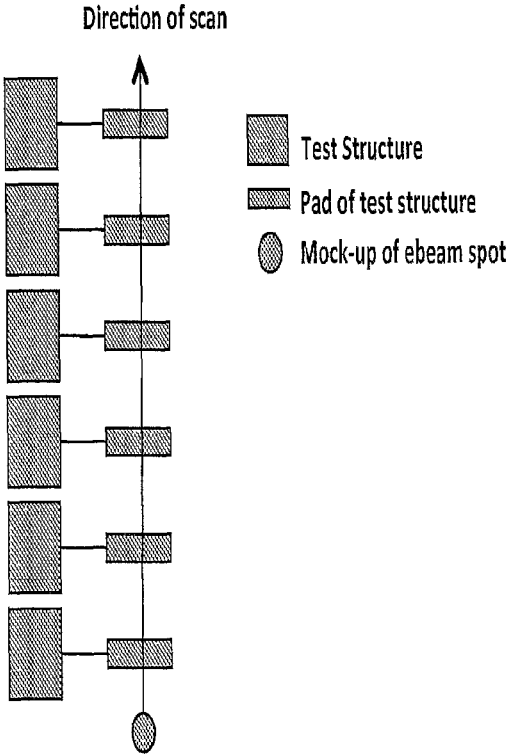 Direction of scan
Test Structure
Pad of test structure
Mock-up of ebeam spot